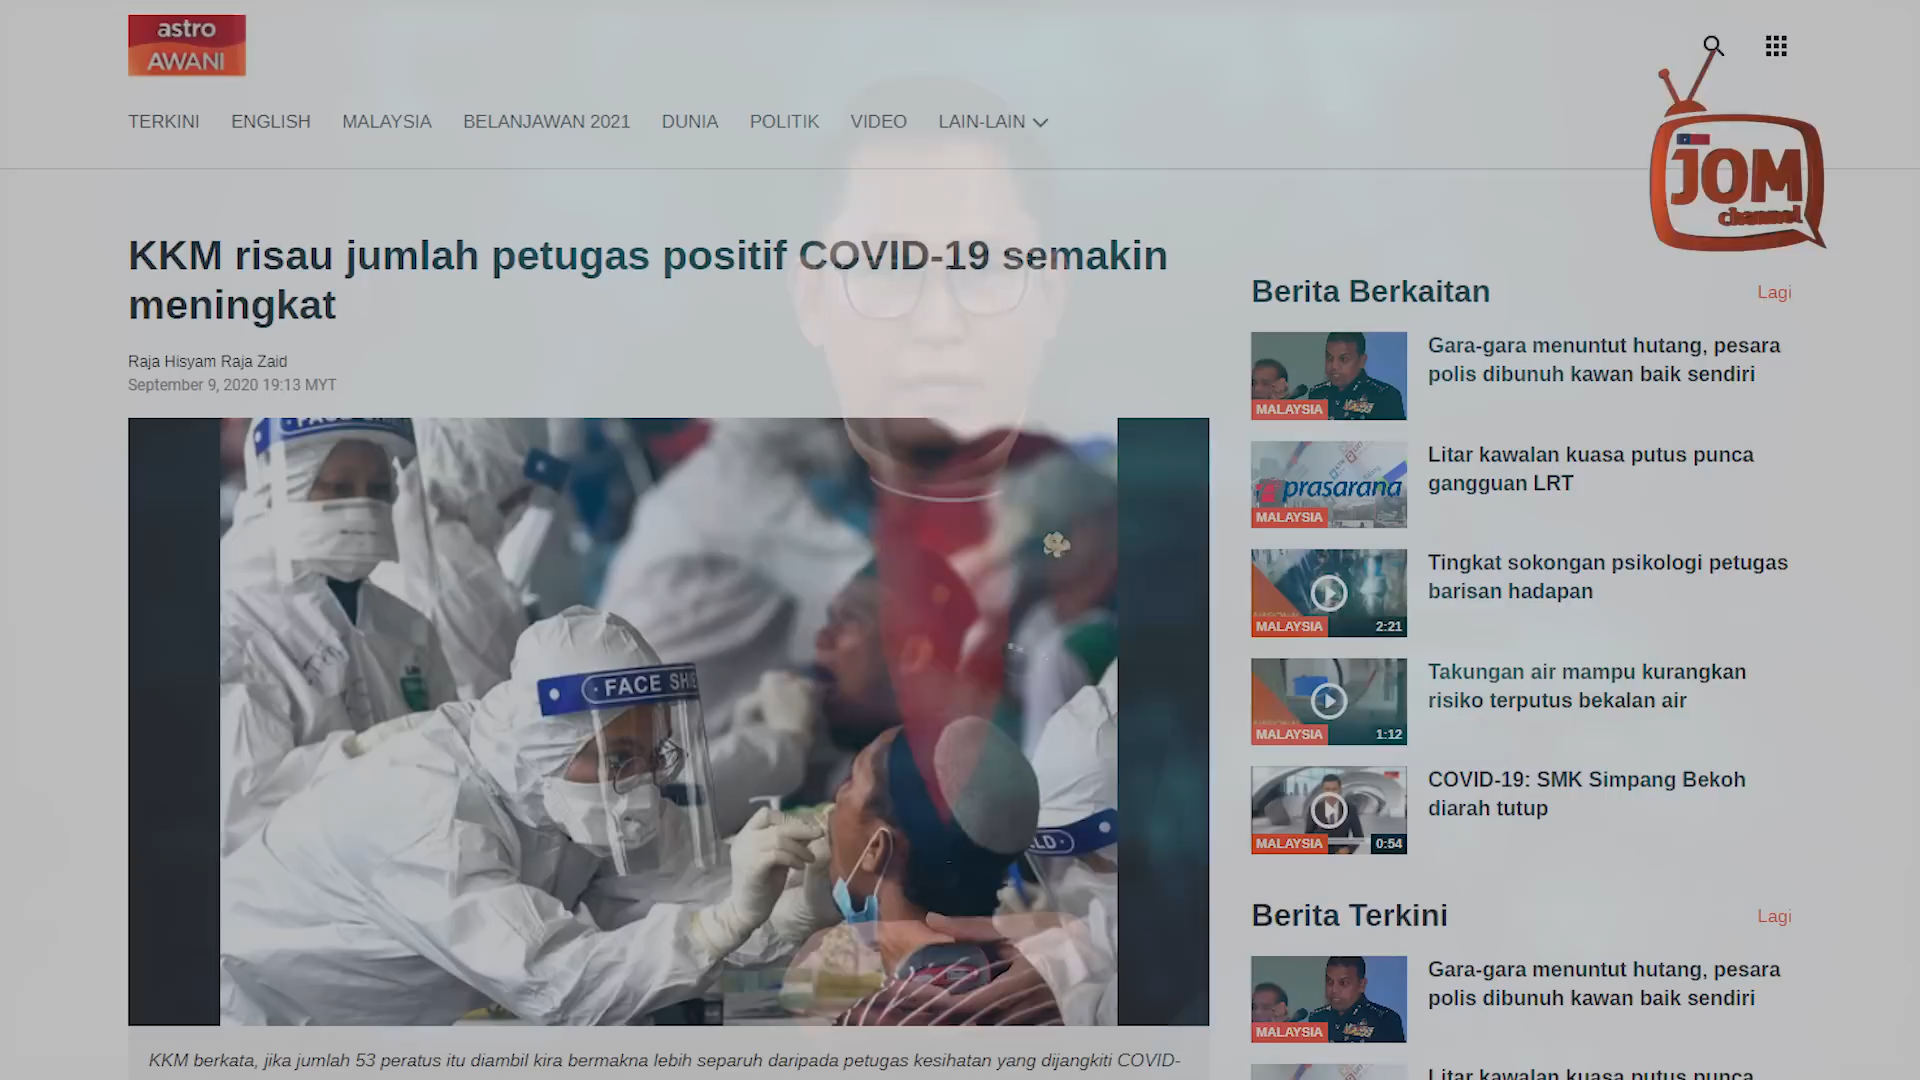 astro
AWANI
TERKINI ENGLISH MALAYSIA BELANJAWAN 2021 DUNIA POLITIK VIDEO LAIN-LAIN
JOM
channel
KKM risau jumlah petugas positif COVID-19 semakin
meningkat
Raja Hisyam Raja Zaid
September 9, 2020 19:13 MYT
FACE SHIE
KKM berkata, jika jumlah 53 peratus itu diambil kira bermakna lebih separuh daripada petugas kesihatan yang dijangkiti COVID-
Berita Berkaitan
Lagi
Gara-gara menuntut hutang, pesara
polis dibunuh kawan baik sendiri
MALAYSIA
Litar kawalan kuasa putus punca
gangguan LRT
prasarana
MALAYSIA
Tingkat sokongan psikologi petugas
barisan hadapan
MALAYSIA
2:21
Takungan air mampu kurangkan
risiko terputus bekalan air
MALAYSIA
1:12
COVID-19: SMK Simpang Bekoh
diarah tutup
MALAYSIA
0:54
Berita Terkini
Lagi
Gara-gara menuntut hutang, pesara
polis dibunuh kawan baik sendiri
MALAYSIA
Litar kawalan kuasa putus punca